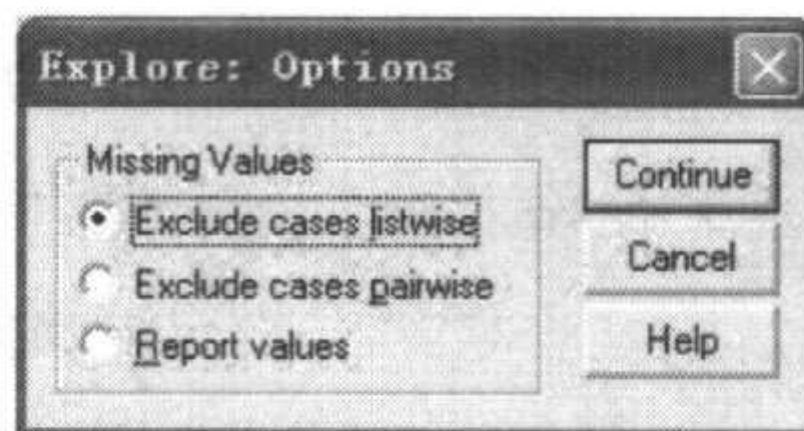 Explore: Options
Missing Values
Exclude cases listwise
Exclude cases pairwise
Report values
Continue
Cancel
Help